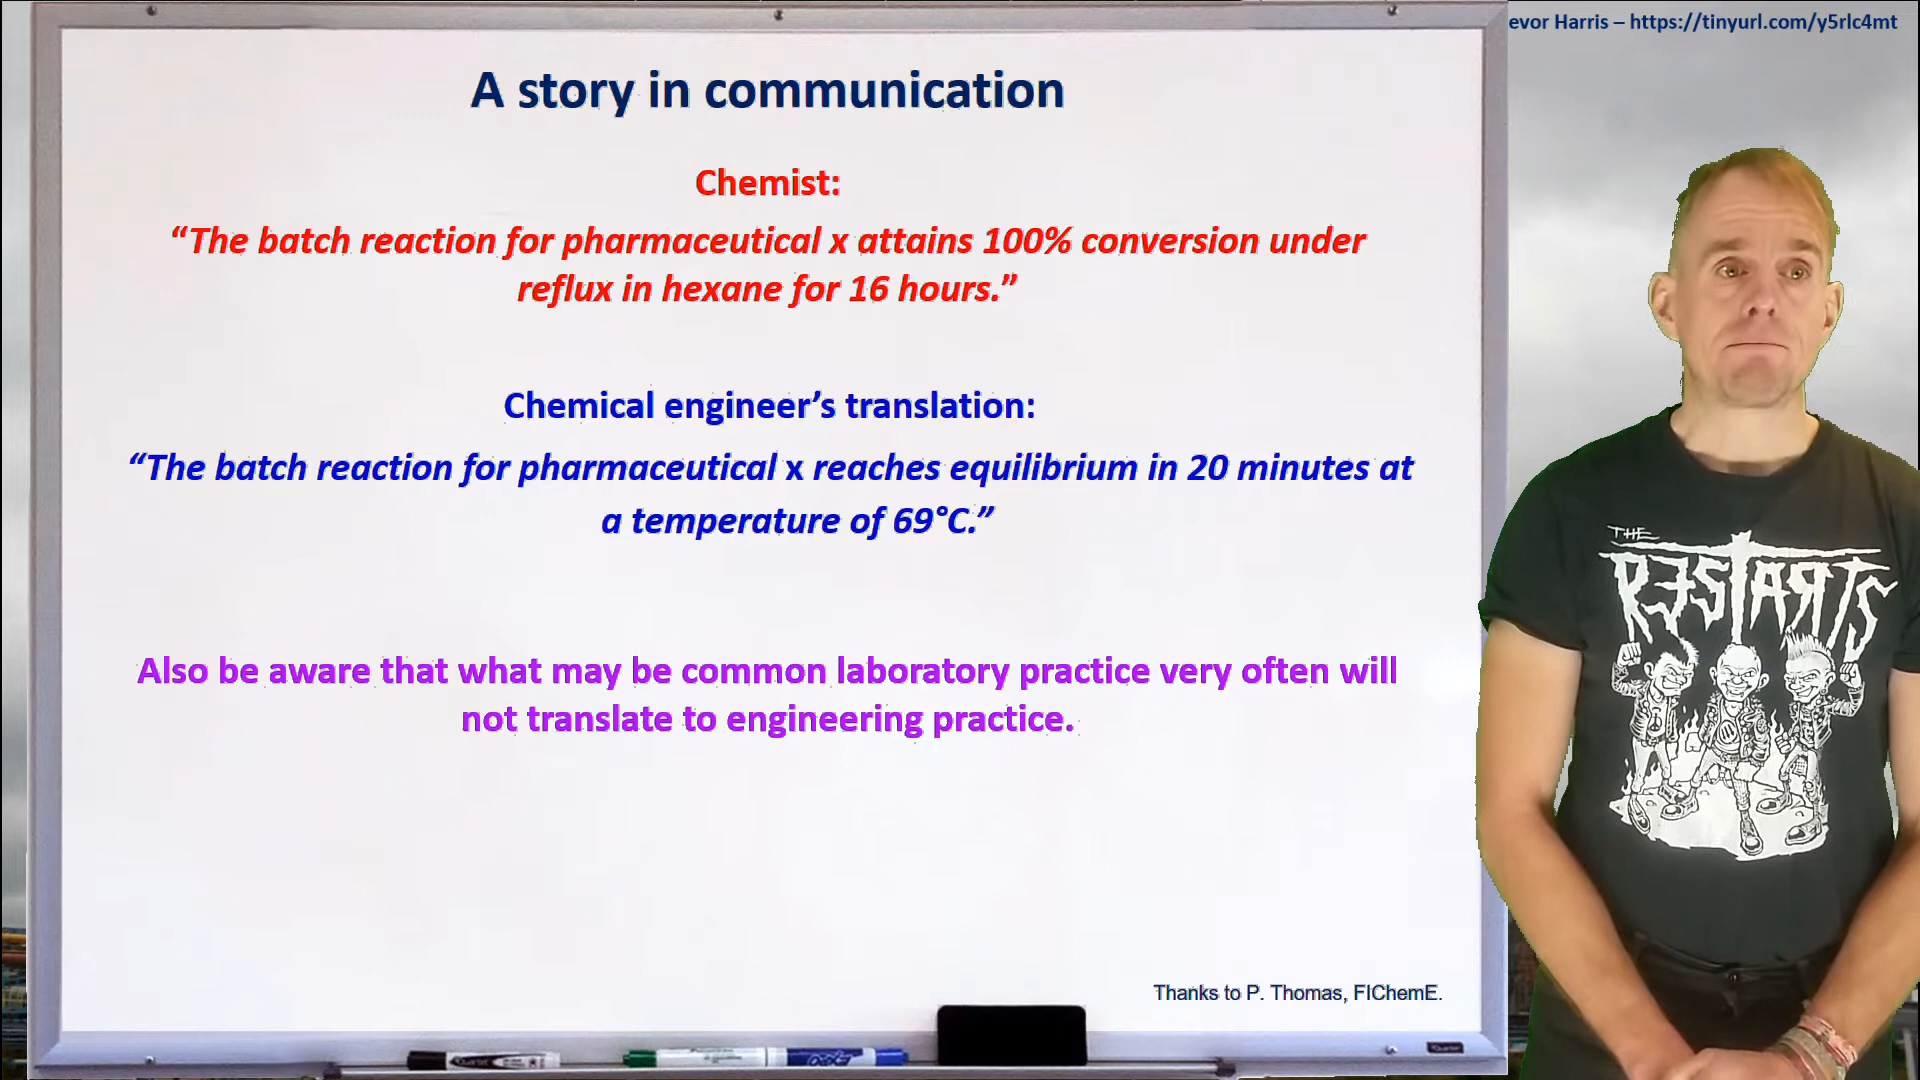 evor Harris – https://tinyurl.com/y5rlc4mt
A story in communication
Chemist:
“The batch reaction for pharmaceutical x attains 100% conversion under
reflux in hexane for 16 hours.”
Chemical engineer’s translation:
“The batch reaction for pharmaceutical x reaches equilibrium in 20 minutes at
a temperature of 69°C.”
Also be aware that what may be common laboratory practice very often will
not translate to engineering practice.
Thanks to P. Thomas, FIChemE.
THE
RESTARTS